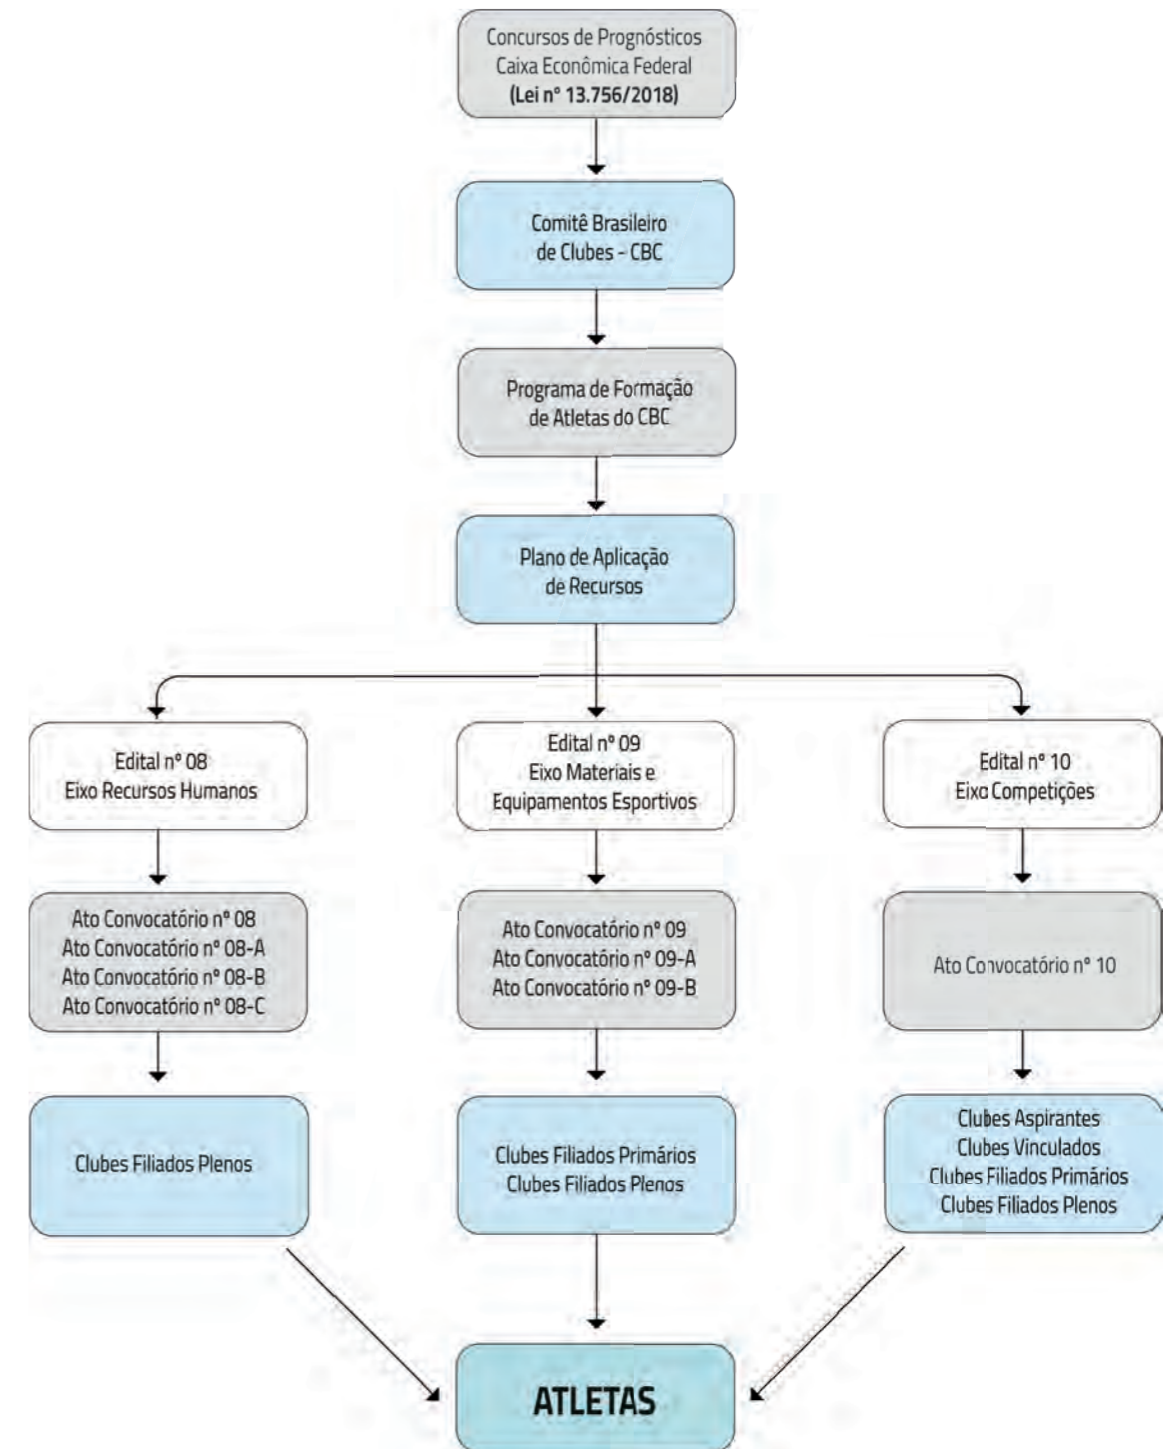 Concursos de Prognósticos
Caixa Econômica Federal
(Lei nº 13.756/2018)
Comitê Brasileiro
de Clubes - CBC
Programa de Formação
de Atletas do CBC
Plano de Aplicação
de Recursos
Edital nº 08
Eixo Recursos Humanos
Edital nº 09
Eixo Materiais e
Equipamentos Esportivos
Edital nº 10
Eixo Competições
Ato Convocatório nº 08
Ato Convocatório nº 08-A
Ato Convocatório nº 08-B
Ato Convocatório nº 08-C
Ato Convocatório nº 09
Ato Convocatório nº 09-A
Ato Convocatório nº 09-B
Ato Convocatório nº 10
Clubes Filiados Plenos
Clubes Filiados Primários
Clubes Filiados Plenos
Clubes Aspirantes
Clubes Vinculados
Clubes Filiados Primários
Clubes Filiados Plenos
ATLETAS